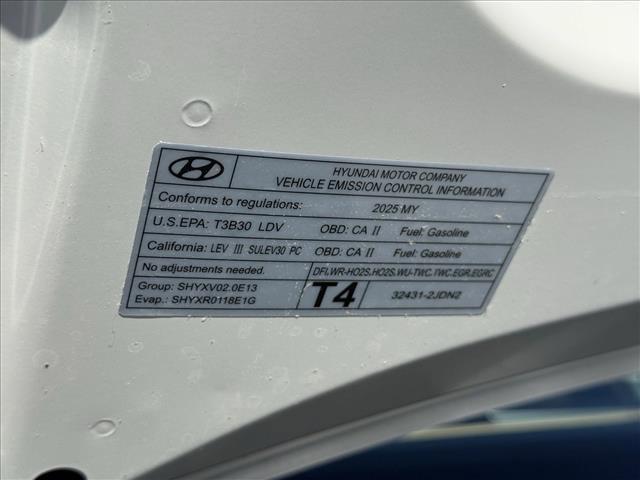 HYUNDAI MOTOR COMPANY
VEHICLE EMISSION CONTROL INFORMATION
Conforms to regulations: 2025 MY
U.S.EPA: T3B30 LDV OBD: CA II Fuel: Gasoline
California: LEV III SULEV30 PC OBD: CA II Fuel: Gasoline
No adjustments needed. DFI,WR-HO2S,HO2S,WU-TWC,TWC,EGR,EGRC
Group: SHYXV02.0E13
Evap.: SHYXR0118E1G
T4
32431-2JDN2